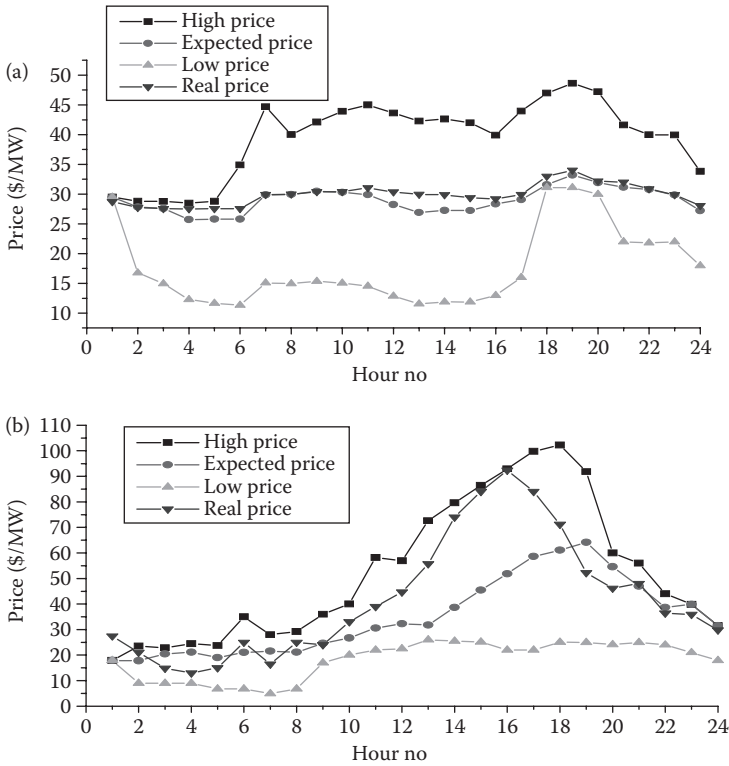 High price
Expected price
Low price
Real price
(a)
50
45
40
35
30
25
20
15
10
Price ($/MW)
0 2 4 6 8 10 12 14 16 18 20 22 24
Hour no
(b)
High price
Expected price
Low price
Real price
110
100
90
80
70
60
50
40
30
20
10
0
Price ($/MW)
0 2 4 6 8 10 12 14 16 18 20 22 24
Hour no